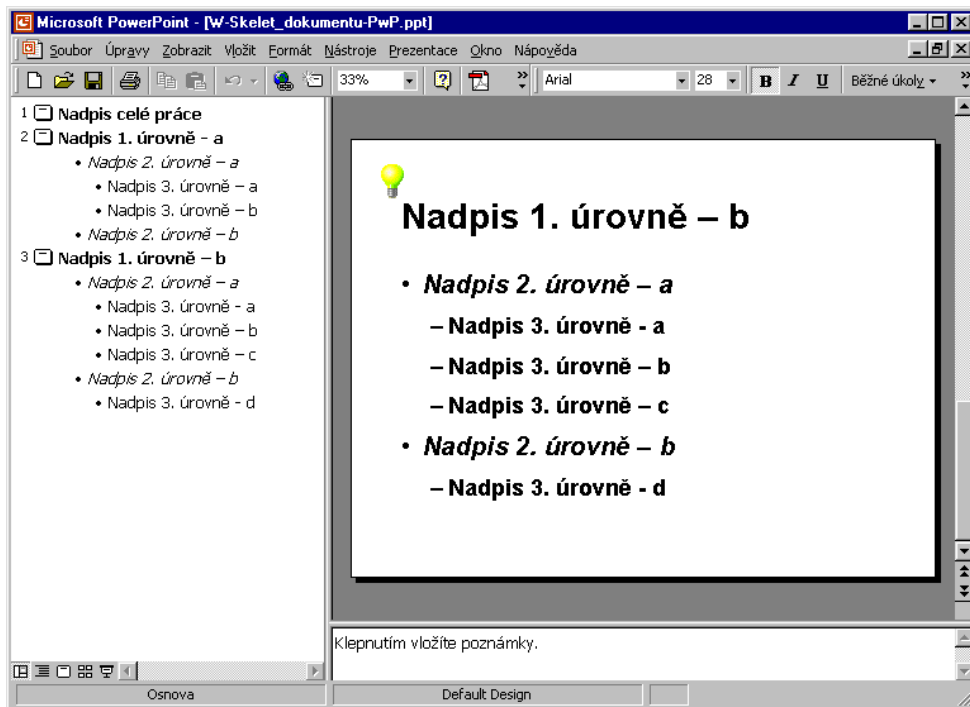 Microsoft PowerPoint - [W-Skelet_dokumentu-PwP.ppt]
Soubor Úpravy Zobrazit Vložit Formát Nástroje Prezentace Okno Nápověda
33% Arial 28 B I U Běžné úkoly
1 Nadpis celé práce
2 Nadpis 1. úrovně - a
• Nadpis 2. úrovně – a
• Nadpis 3. úrovně – a
• Nadpis 3. úrovně – b
• Nadpis 2. úrovně – b
3 Nadpis 1. úrovně – b
• Nadpis 2. úrovně – a
• Nadpis 3. úrovně - a
• Nadpis 3. úrovně – b
• Nadpis 3. úrovně – c
• Nadpis 2. úrovně – b
• Nadpis 3. úrovně - d
Nadpis 1. úrovně – b
• Nadpis 2. úrovně – a
– Nadpis 3. úrovně - a
– Nadpis 3. úrovně – b
– Nadpis 3. úrovně – c
• Nadpis 2. úrovně – b
– Nadpis 3. úrovně - d
Klepnutím vložíte poznámky.
Osnova Default Design